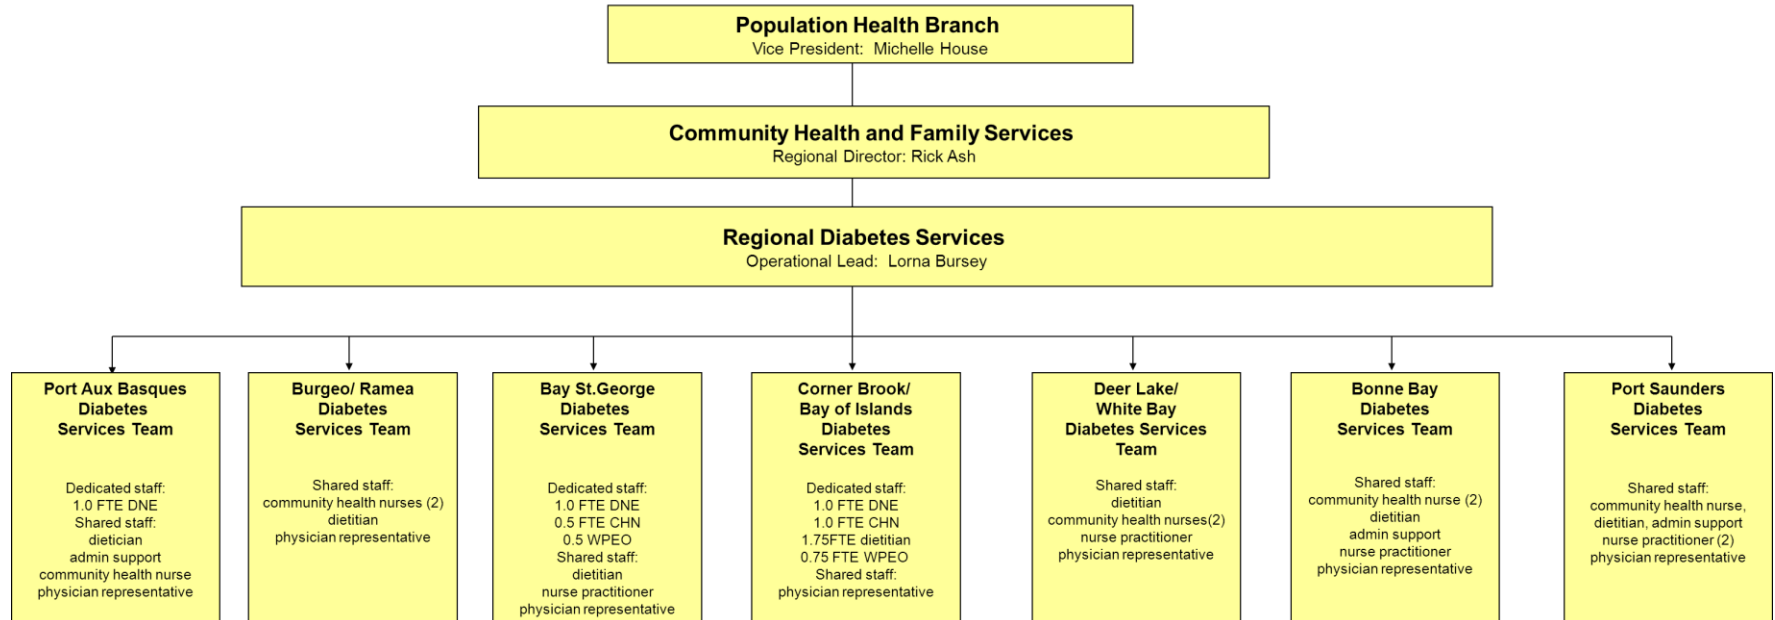 Population Health Branch
Vice President:  Michelle House
Community Health and Family Services
Regional Director: Rick Ash
Regional Diabetes Services
Operational Lead:  Lorna Bursey
Port Aux Basques
Diabetes
Services Team
Dedicated staff:
1.0 FTE DNE
Shared staff:
dietician
admin support
community health nurse
physician representative
Burgeo/ Ramea
Diabetes
Services Team
Shared staff:
community health nurses (2)
dietitian
physician representative
Bay St.George
Diabetes
Services Team
Dedicated staff:
1.0 FTE DNE
0.5 FTE CHN
0.5 WPEO
Shared staff:
dietitian
nurse practitioner
physician representative
Corner Brook/
Bay of Islands
Diabetes
Services Team
Dedicated staff:
1.0 FTE DNE
1.0 FTE CHN
1.75FTE dietitian
0.75 FTE WPEO
Shared staff:
physician representative
Deer Lake/
White Bay
Diabetes Services
Team
Shared staff:
dietitian
community health nurses(2)
nurse practitioner
physician representative
Bonne Bay
Diabetes
Services Team
Shared staff:
community health nurse (2)
dietitian
admin support
nurse practitioner
physician representative
Port Saunders
Diabetes
Services Team
Shared staff:
community health nurse,
dietitian, admin support
nurse practitioner (2)
physician representative